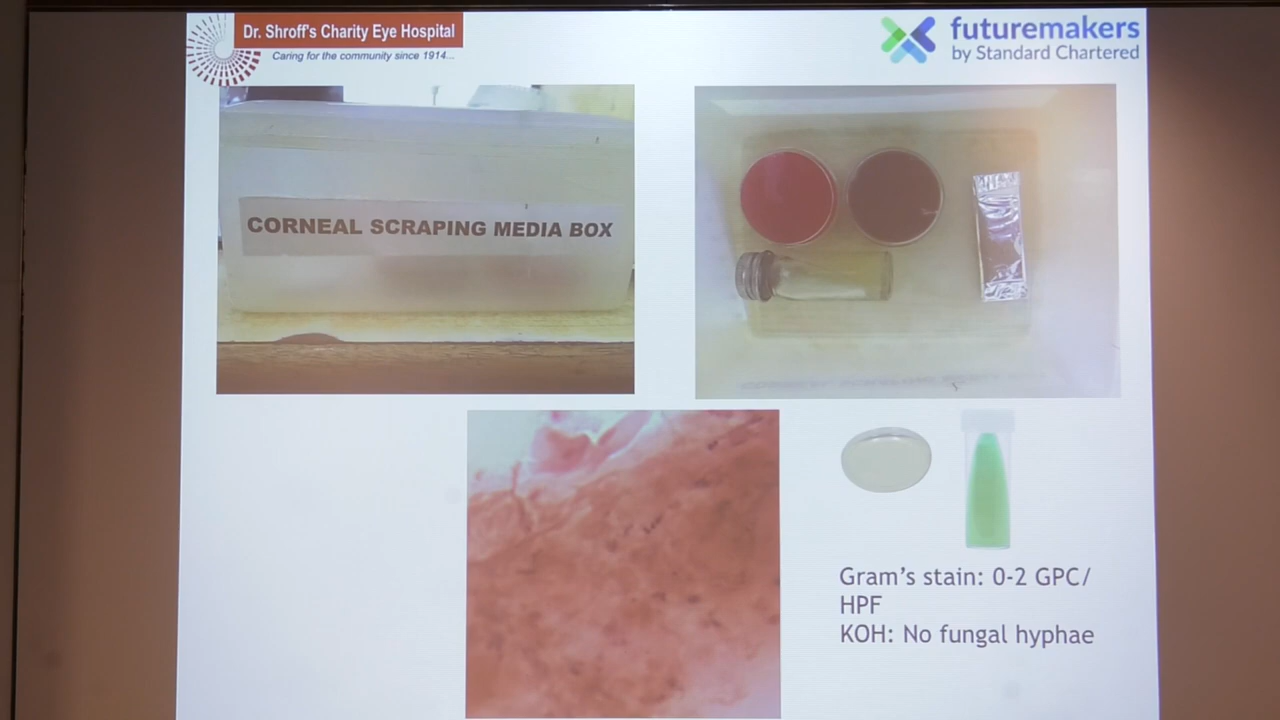 Dr. Shroff's Charity Eye Hospital
Caring for the community since 1914...
futuremakers
by Standard Chartered
CORNEAL SCRAPING MEDIA BOX
Gram's stain: 0-2 GPC/
HPF
KOH: No fungal hyphae